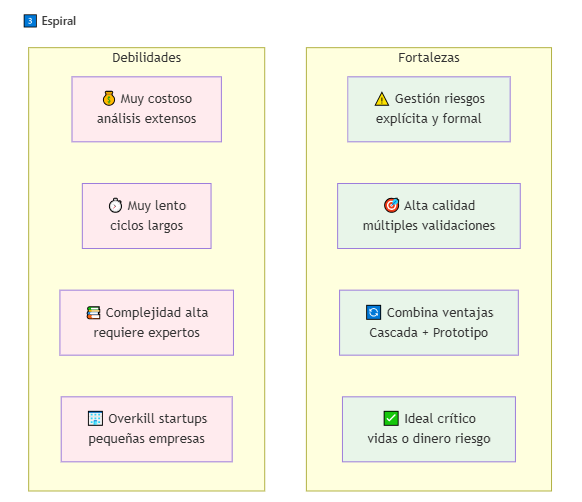 3 Espiral
Debilidades
💰 Muy costoso
análisis extensos
⏱️ Muy lento
ciclos largos
📚 Complejidad alta
requiere expertos
🏢 Overkill startups
pequeñas empresas
Fortalezas
⚠️ Gestión riesgos
explícita y formal
🎯 Alta calidad
múltiples validaciones
🔄 Combina ventajas
Cascada + Prototipo
✅ Ideal crítico
vidas o dinero riesgo